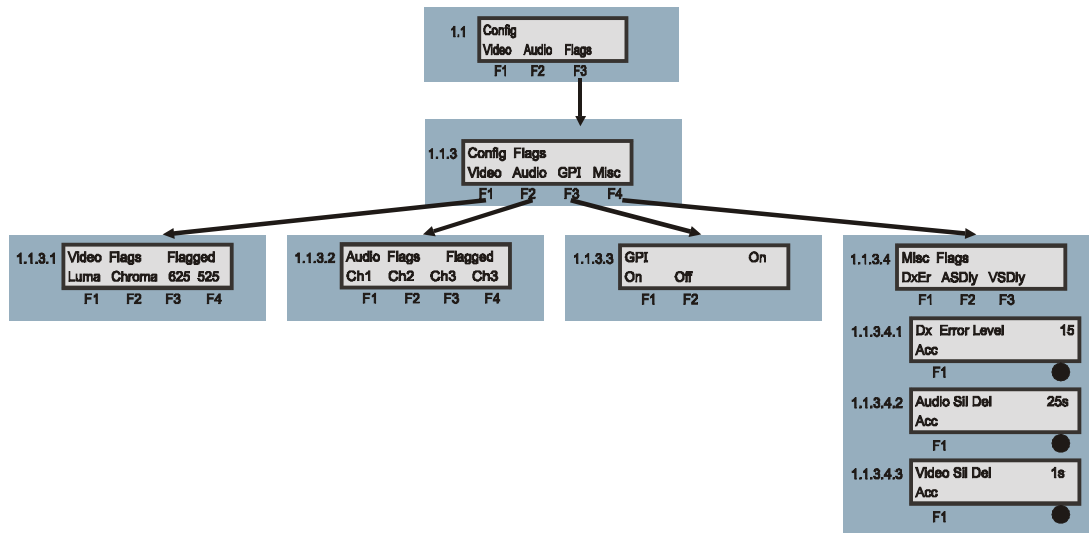 1.1 Config
Video Audio Flags
F1 F2 F3
1.1.3 Config Flags
Video Audio GPI Misc
F1 F2 F3 F4
1.1.3.1 Video Flags Flagged
Luma Chroma 625 525
F1 F2 F3 F4
1.1.3.2 Audio Flags Flagged
Ch1 Ch2 Ch3 Ch3
F1 F2 F3 F4
1.1.3.3 GPI On
On Off
F1 F2
1.1.3.4 Misc Flags
DxEr ASDly VSDly
F1 F2 F3
1.1.3.4.1 Dx Error Level 15
Acc
F1
1.1.3.4.2 Audio Sil Del 25s
Acc
F1
1.1.3.4.3 Video Sil Del 1s
Acc
F1